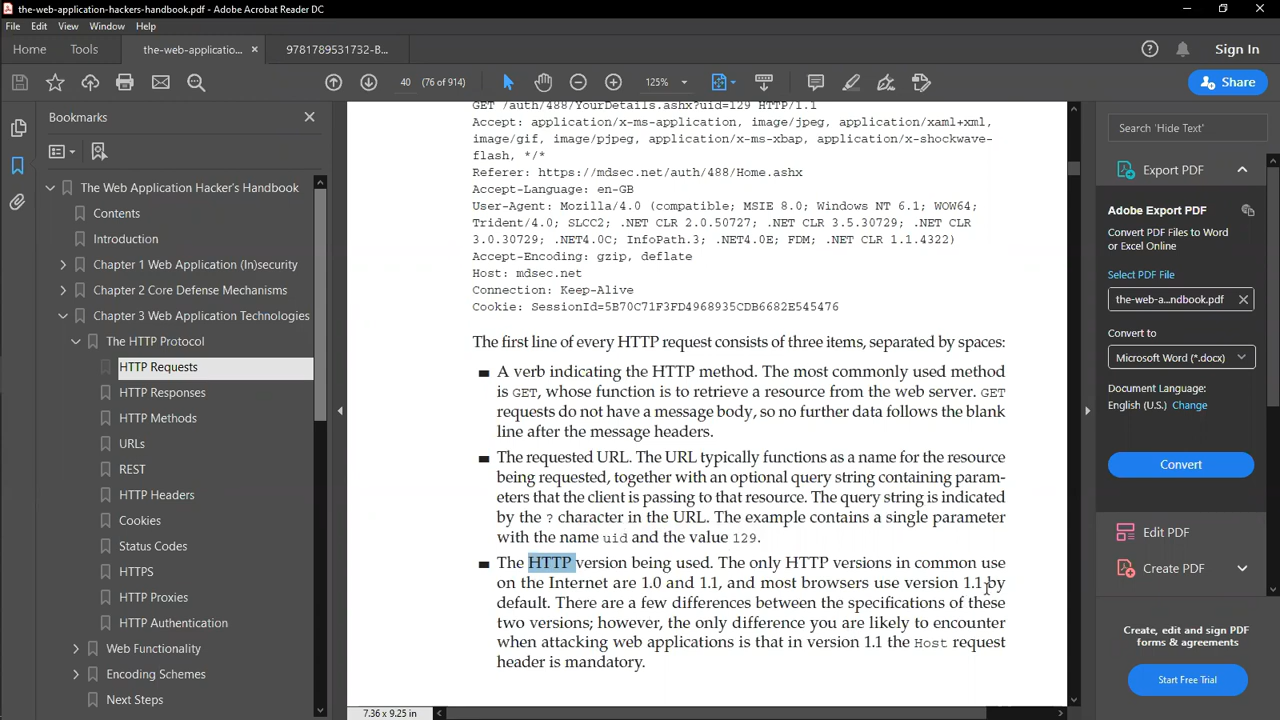 the-web-application-hackers-handbook.pdf - Adobe Acrobat Reader DC
File Edit View Window Help
Home Tools the-web-applicatio... × 9781789531732-B... Sign In
40 (76 of 914) 125% Share
Bookmarks ×
The Web Application Hacker's Handbook
Contents
Introduction
Chapter 1 Web Application (In)security
Chapter 2 Core Defense Mechanisms
Chapter 3 Web Application Technologies
The HTTP Protocol
HTTP Requests
HTTP Responses
HTTP Methods
URLs
REST
HTTP Headers
Cookies
Status Codes
HTTPS
HTTP Proxies
HTTP Authentication
Web Functionality
Encoding Schemes
Next Steps
GET /auth/488/YourDetails.ashx?uid=129 HTTP/1.1
Accept: application/x-ms-application, image/jpeg, application/xaml+xml,
image/gif, image/pjpeg, application/x-ms-xbap, application/x-shockwave-
flash, */*
Referer: https://mdsec.net/auth/488/Home.ashx
Accept-Language: en-GB
User-Agent: Mozilla/4.0 (compatible; MSIE 8.0; Windows NT 6.1; WOW64;
Trident/4.0; SLCC2; .NET CLR 2.0.50727; .NET CLR 3.5.30729; .NET CLR
3.0.30729; .NET4.0C; InfoPath.3; .NET4.0E; FDM; .NET CLR 1.1.4322)
Accept-Encoding: gzip, deflate
Host: mdsec.net
Connection: Keep-Alive
Cookie: SessionId=5B70C71F3FD4968935CDB6682E545476
The first line of every HTTP request consists of three items, separated by spaces:
■ A verb indicating the HTTP method. The most commonly used method
is GET, whose function is to retrieve a resource from the web server. GET
requests do not have a message body, so no further data follows the blank
line after the message headers.
■ The requested URL. The URL typically functions as a name for the resource
being requested, together with an optional query string containing param-
eters that the client is passing to that resource. The query string is indicated
by the ? character in the URL. The example contains a single parameter
with the name uid and the value 129.
■ The HTTP version being used. The only HTTP versions in common use
on the Internet are 1.0 and 1.1, and most browsers use version 1.1 by
default. There are a few differences between the specifications of these
two versions; however, the only difference you are likely to encounter
when attacking web applications is that in version 1.1 the Host request
header is mandatory.
7.36 x 9.25 in
Search 'Hide Text'
Export PDF
Adobe Export PDF
Convert PDF Files to Word
or Excel Online
Select PDF File
the-web-a...ndbook.pdf ×
Convert to
Microsoft Word (*.docx)
Document Language:
English (U.S.) Change
Convert
Edit PDF
Create PDF
Create, edit and sign PDF
forms & agreements
Start Free Trial